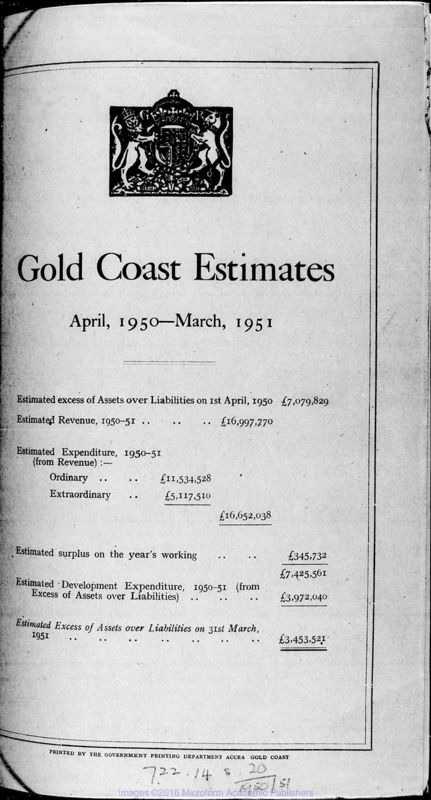 G R
Gold Coast Estimates
April, 1950—March, 1951
Estimated excess of Assets over Liabilities on 1st April, 1950 £7,079,829
Estimated Revenue, 1950-51 .. .. .. £16,997,770
Estimated Expenditure, 1950-51
(from Revenue) :—
Ordinary .. .. £11,534,528
Extraordinary .. £5,117,510
£16,652,038
Estimated surplus on the year's working .. .. £345,732
£7,425,561
Estimated Development Expenditure, 1950-51 (from
Excess of Assets over Liabilities) .. .. .. £3,972,040
Estimated Excess of Assets over Liabilities on 31st March,
1951 .. .. .. .. .. .. .. £3,453,521
PRINTED BY THE GOVERNMENT PRINTING DEPARTMENT ACCRA GOLD COAST
722.14 s. 20
1950/51
Images ©2016 Microform Academic Publishers